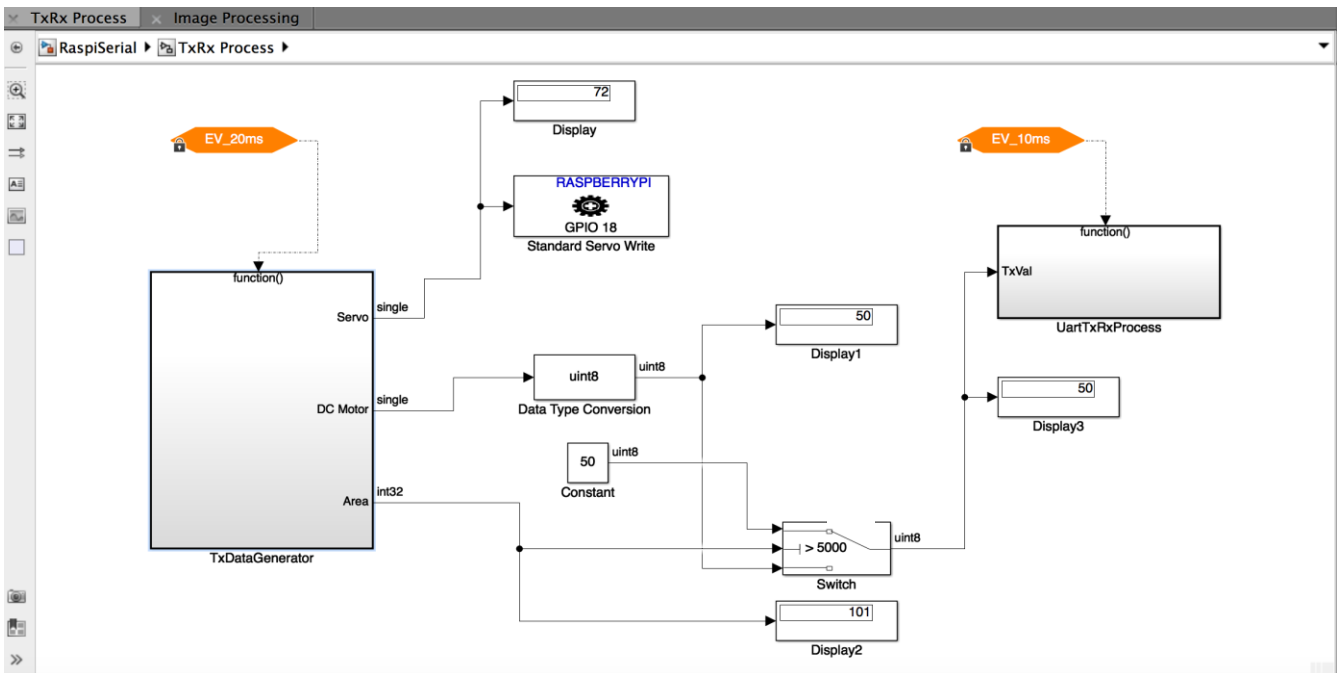 TxRx Process
Image Processing
RaspiSerial
TxRx Process
72
Display
EV_20ms
EV_10ms
RASPBERRYPI
GPIO 18
Standard Servo Write
function()
Servo
single
DC Motor
single
Area
int32
TxDataGenerator
uint8
uint8
Data Type Conversion
50
uint8
Constant
50
Display1
> 5000
uint8
Switch
101
Display2
function()
TxVal
UartTxRxProcess
50
Display3